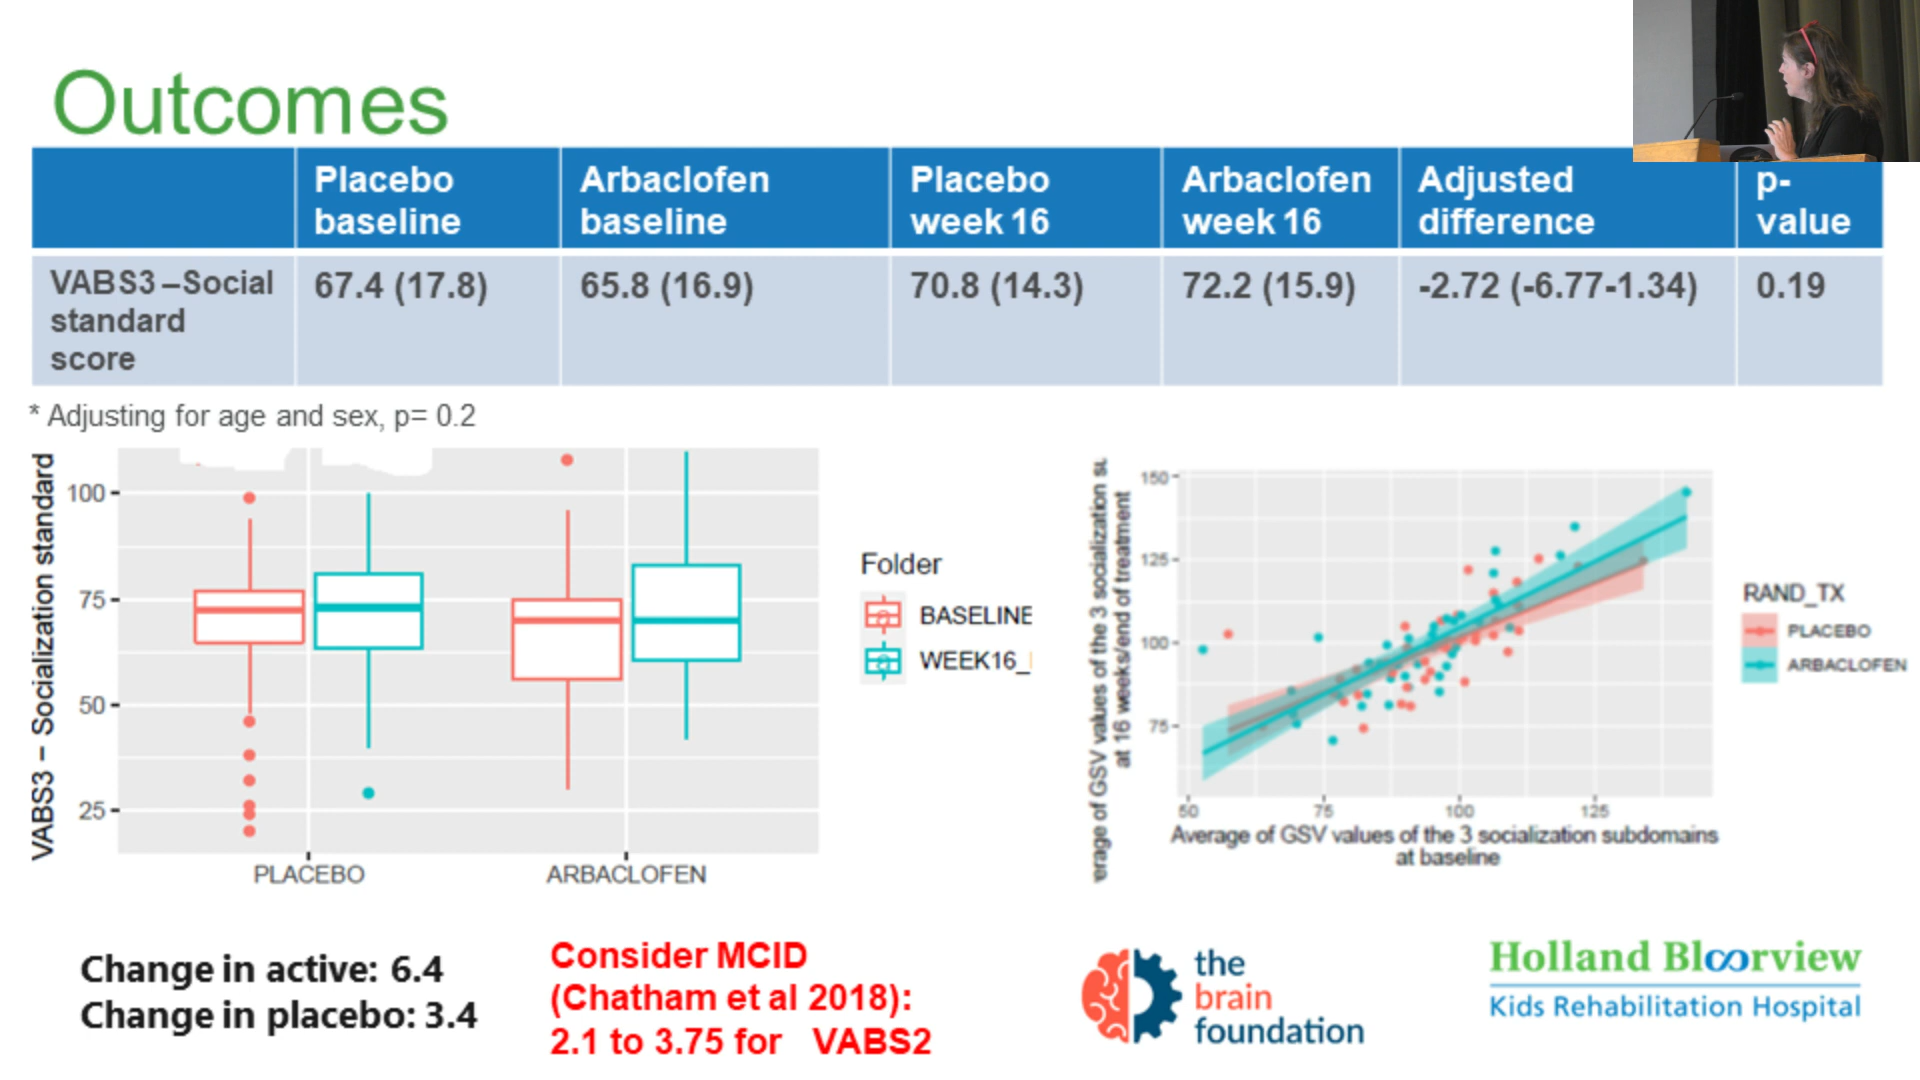 Outcomes
Placebo baseline
Arbaclofen baseline
Placebo week 16
Arbaclofen week 16
Adjusted difference
p-value
VABS3 –Social standard score
67.4 (17.8)
65.8 (16.9)
70.8 (14.3)
72.2 (15.9)
-2.72 (-6.77-1.34)
0.19
* Adjusting for age and sex, p= 0.2
VABS3 – Socialization standard
100
75
50
25
PLACEBO
ARBACLOFEN
Folder
BASELINE
WEEK16_
of GSV values of the 3 socialization
at 16 weeks/end of treatment
150
125
100
75
50
75
100
125
Average of GSV values of the 3 socialization subdomains
at baseline
RAND_TX
PLACEBO
ARBACLOFEN
Change in active: 6.4
Change in placebo: 3.4
Consider MCID
(Chatham et al 2018):
2.1 to 3.75 for VABS2
the
brain
foundation
Holland Bloorview
Kids Rehabilitation Hospital